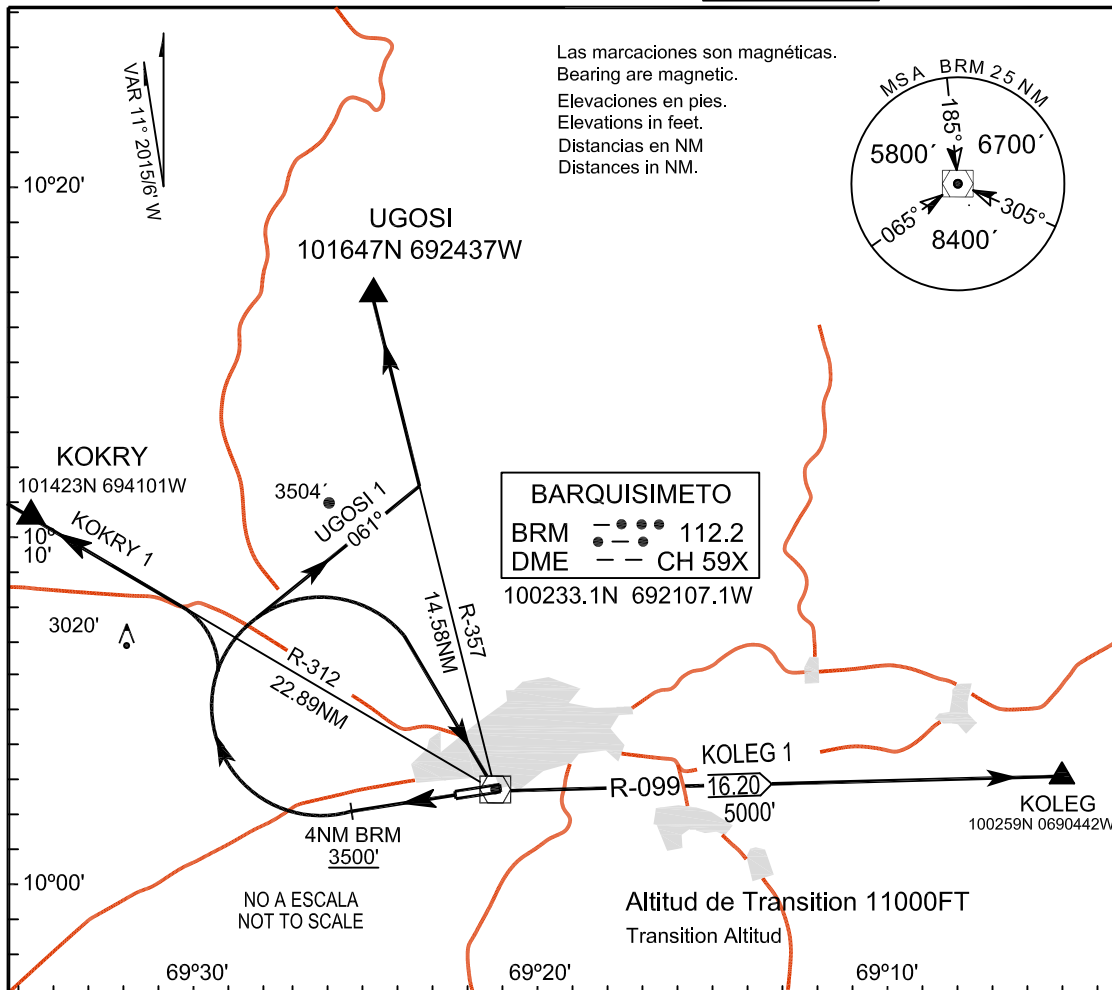 Las marcaciones son magnéticas.
Bearing are magnetic.
Elevaciones en pies.
Elevations in feet.
Distancias en NM
Distances in NM.
MSA BRM 25 NM
185°
5800´
6700´
065°
305°
8400´
VAR 11° 2015/6' W
10º20'
UGOSI
101647N 692437W
KOKRY
101423N 694101W
KOKRY 1
10º
10'
3504´
UGOSI 1
061º
BARQUISIMETO
BRM 112.2
DME CH 59X
100233.1N 692107.1W
3020'
R-357
14.58NM
R-312
22.89NM
KOLEG 1
R-099
16.20
5000'
KOLEG
100259N 0690442W
4NM BRM
3500'
10º00'
NO A ESCALA
NOT TO SCALE
Altitud de Transition 11000FT
Transition Altitud
69º30'
69º20'
69º10'